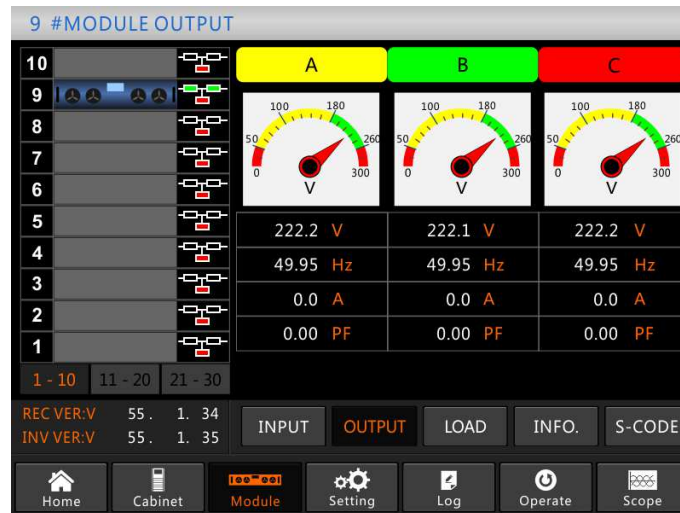 9 #MODULE OUTPUT
10
9
8
7
6
5
4
3
2
1
1 - 10 11 - 20 21 - 30
REC VER:V 55. 1. 34
INV VER:V 55. 1. 35
A B C
0 50 100 180 260 300 V
0 50 100 180 260 300 V
0 50 100 180 260 300 V
222.2 V 222.1 V 222.2 V
49.95 Hz 49.95 Hz 49.95 Hz
0.0 A 0.0 A 0.0 A
0.00 PF 0.00 PF 0.00 PF
INPUT OUTPUT LOAD INFO. S-CODE
Home Cabinet Module Setting Log Operate Scope